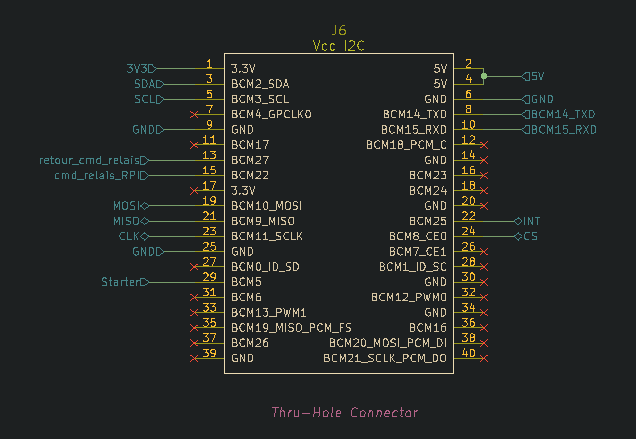 J6
Vcc I2C
3V3 1 3.3V 5V 2
SDA 3 BCM2_SDA 5V 4 5V
SCL 5 BCM3_SCL GND 6 GND
7 BCM4_GPCLK0 BCM14_TXD 8 BCM14_TXD
GND 9 GND BCM15_RXD 10 BCM15_RXD
11 BCM17 BCM18_PCM_C 12
retour_cmd_relais 13 BCM27 GND 14
cmd_relais_RPI 15 BCM22 BCM23 16
17 3.3V BCM24 18
MOSI 19 BCM10_MOSI GND 20
MISO 21 BCM9_MISO BCM25 22 INT
CLK 23 BCM11_SCLK BCM8_CE0 24 CS
GND 25 GND BCM7_CE1 26
27 BCM0_ID_SD BCM1_ID_SC 28
Starter 29 BCM5 GND 30
31 BCM6 BCM12_PWM0 32
33 BCM13_PWM1 GND 34
35 BCM19_MISO_PCM_FS BCM16 36
37 BCM26 BCM20_MOSI_PCM_DI 38
39 GND BCM21_SCLK_PCM_DO 40
Thru-Hole Connector